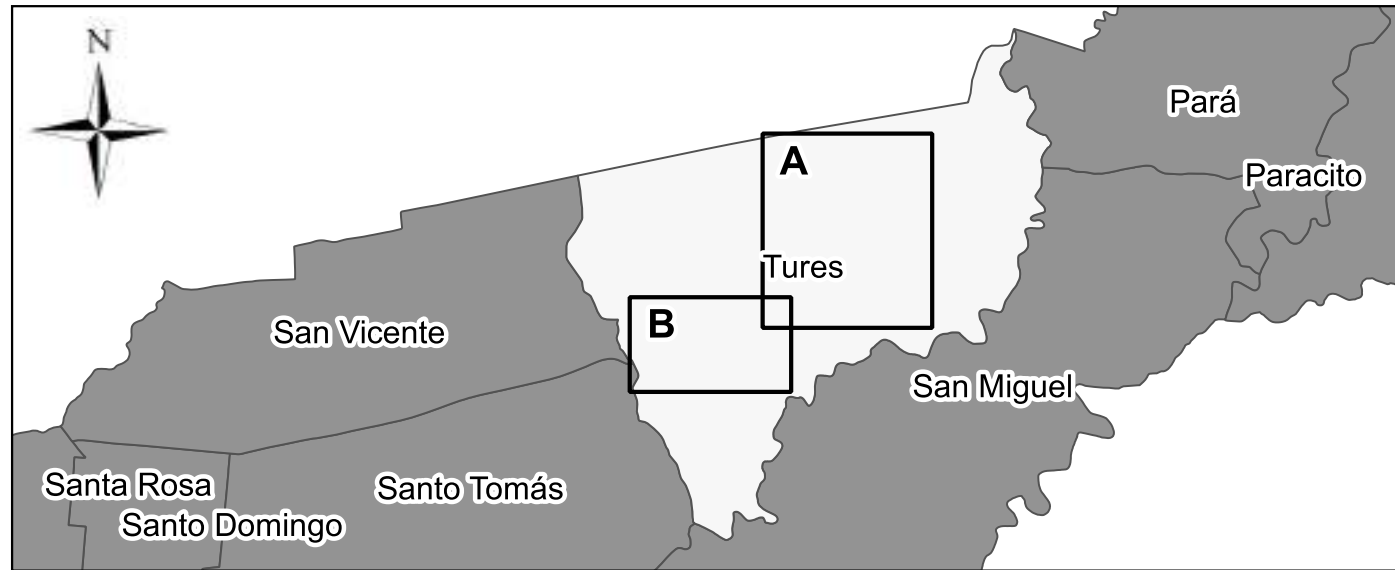 N
Pará
A
Paracito
Tures
B
San Vicente
San Miguel
Santa Rosa
Santo Tomás
Santo Domingo